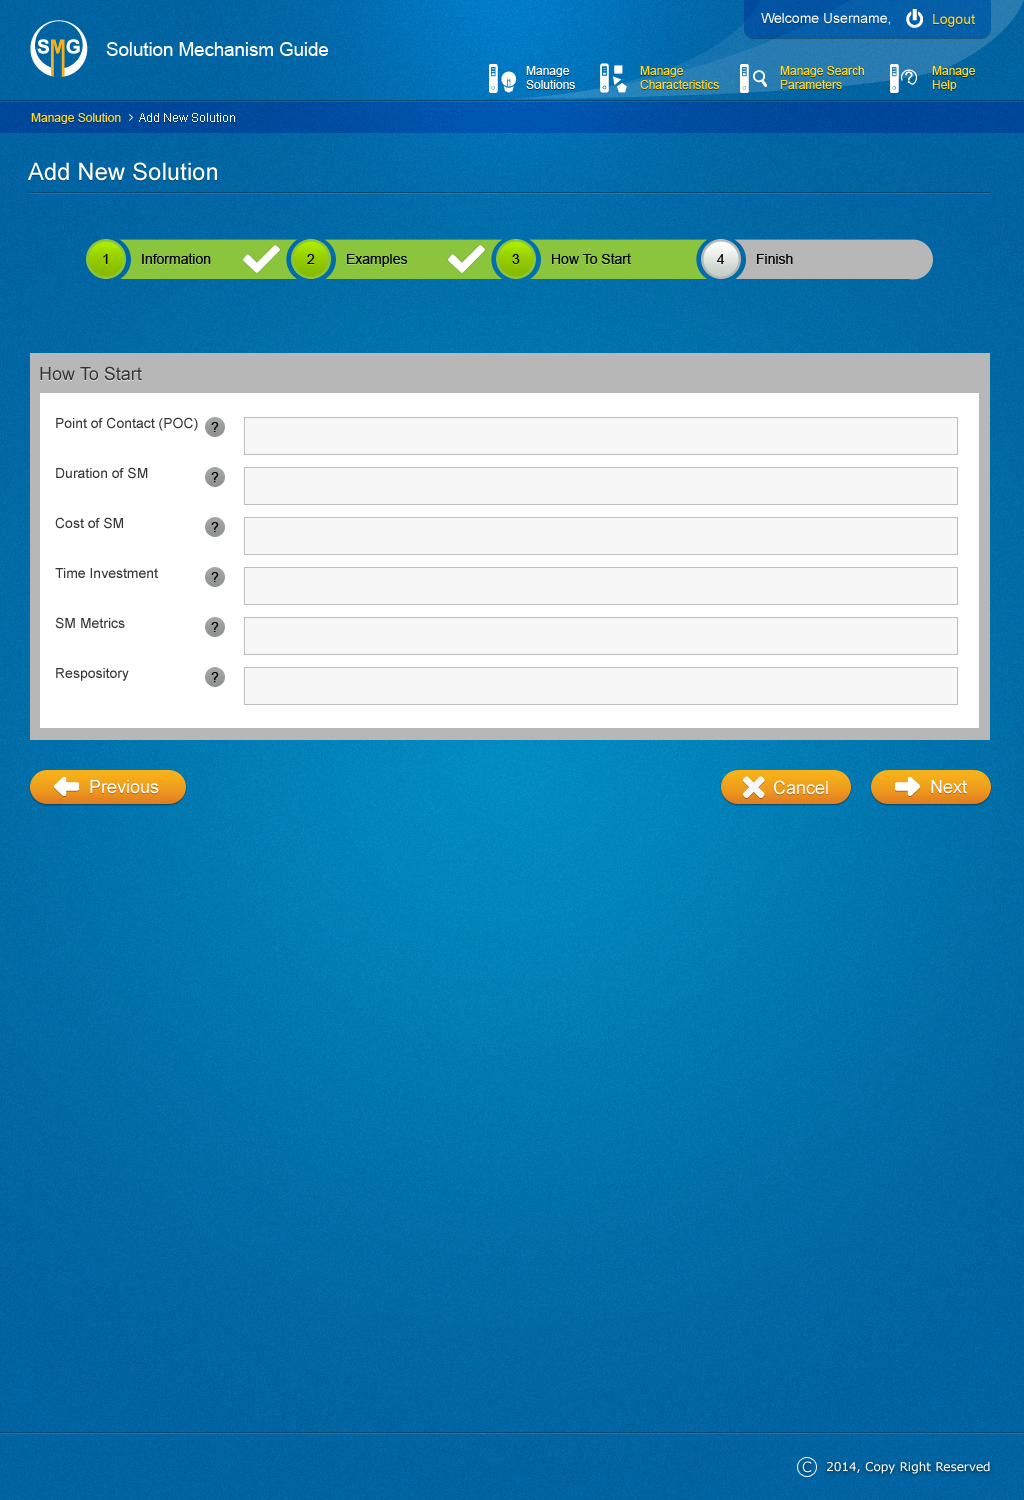 Welcome Username,
Logout
SMG
Solution Mechanism Guide
Manage
Solutions
Manage
Characteristics
Manage Search
Parameters
Manage
Help
Manage Solution > Add New Solution
Add New Solution
1 Information
2 Examples
3 How To Start
4 Finish
How To Start
Point of Contact (POC) ?
Duration of SM ?
Cost of SM ?
Time Investment ?
SM Metrics ?
Respository ?
Previous
Cancel
Next
© 2014, Copy Right Reserved